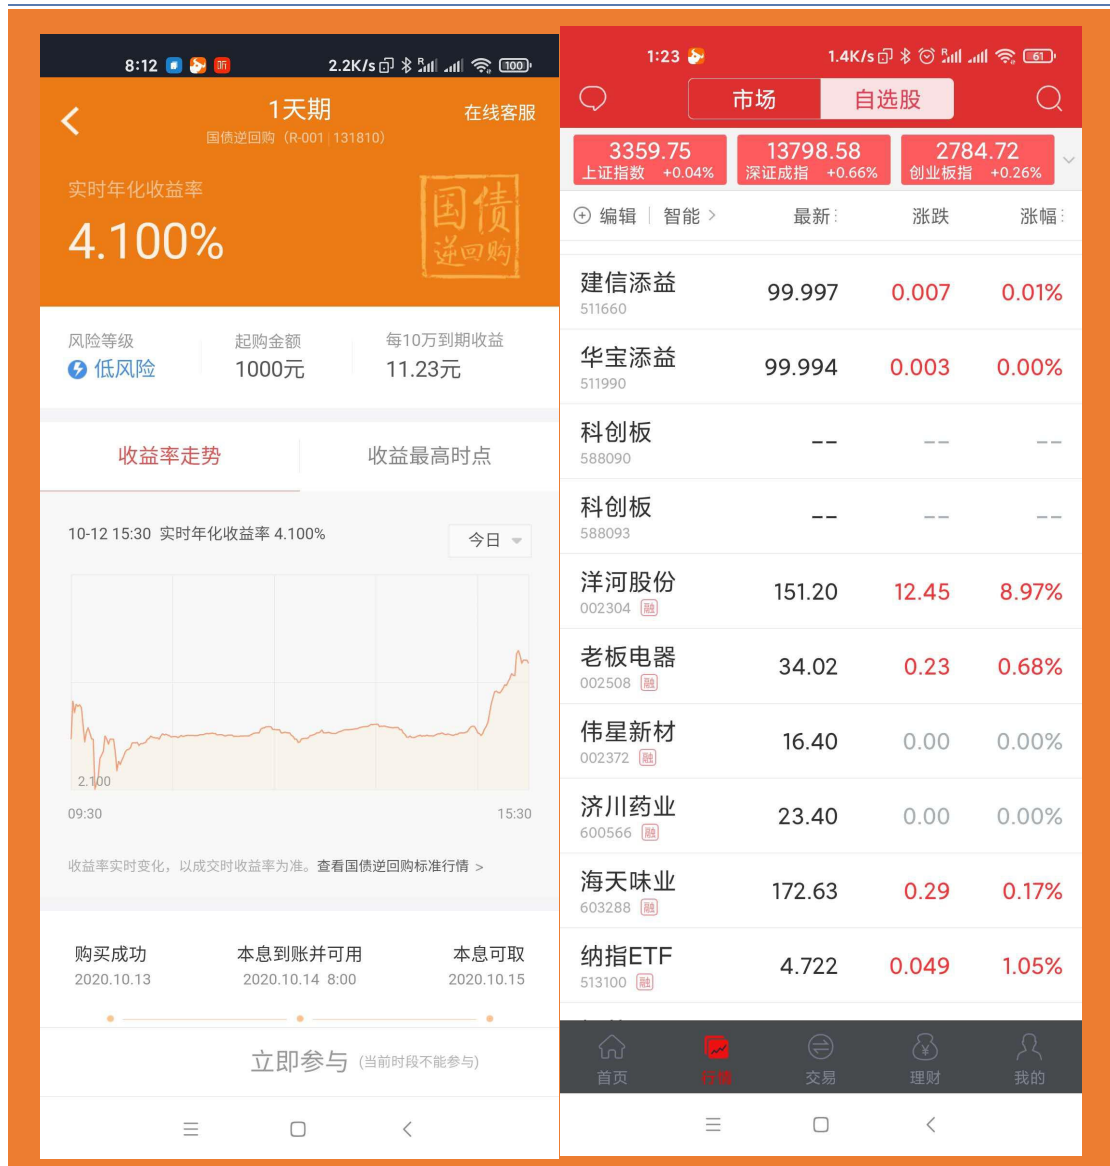 8:12
2.2K/s
100
1天期
在线客服
国债逆回购（R-001 | 131810）
实时年化收益率
4.100%
国债
逆回购
风险等级
起购金额
每10万到期收益
低风险
1000元
11.23元
收益率走势
收益最高时点
10-12 15:30 实时年化收益率 4.100%
今日
2.100
09:30
15:30
收益率实时变化，以成交时收益率为准。查看国债逆回购标准行情 >
购买成功
本息到账并可用
本息可取
2020.10.13
2020.10.14 8:00
2020.10.15
立即参与 (当前时段不能参与)
1:23
1.4K/s
61
市场
自选股
3359.75
13798.58
2784.72
上证指数 +0.04%
深证成指 +0.66%
创业板指 +0.26%
编辑
智能 >
最新
涨跌
涨幅
建信添益 99.997 0.007 0.01%
511660
华宝添益 99.994 0.003 0.00%
511990
科创板 -- -- --
588090
科创板 -- -- --
588093
洋河股份 151.20 12.45 8.97%
002304 融
老板电器 34.02 0.23 0.68%
002508 融
伟星新材 16.40 0.00 0.00%
002372 融
济川药业 23.40 0.00 0.00%
600566 融
海天味业 172.63 0.29 0.17%
603288 融
纳指ETF 4.722 0.049 1.05%
513100 融
首页
行情
交易
理财
我的